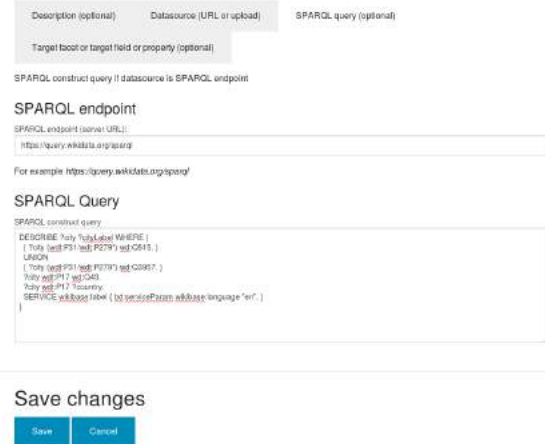 Description (optional)
Datasource (URL or upload)
SPARQL query (optional)
Target facet or target field or property (optional)
SPARQL construct query if datasource is SPARQL endpoint
SPARQL endpoint
SPARQL endpoint (server URL):
https://query.wikidata.org/sparql
For example https://query.wikidata.org/sparql
SPARQL Query
SPARQL construct query
DESCRIBE ?city ?cityLabel WHERE {
{ ?city (wdt:P31/wdt:P279*) wd:Q515. }
UNION
{ ?city (wdt:P31/wdt:P279*) wd:Q3957. }
?city wdt:P17 wd:Q40.
?city wdt:P17 ?country.
SERVICE wikibase:label { bd:serviceParam wikibase:language "en". }
}
Save changes
Save
Cancel